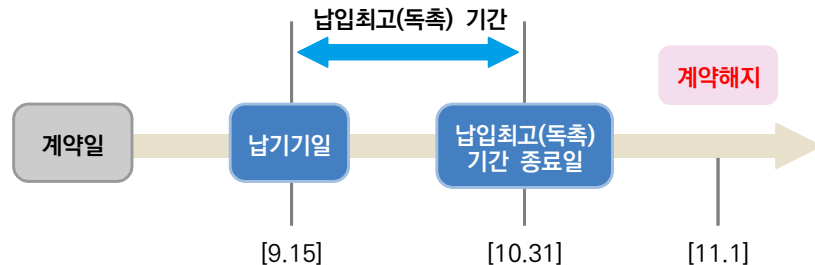 납입최고(독촉) 기간
계약해지
계약일
납기기일
납입최고(독촉)
기간 종료일
[9.15]
[10.31]
[11.1]